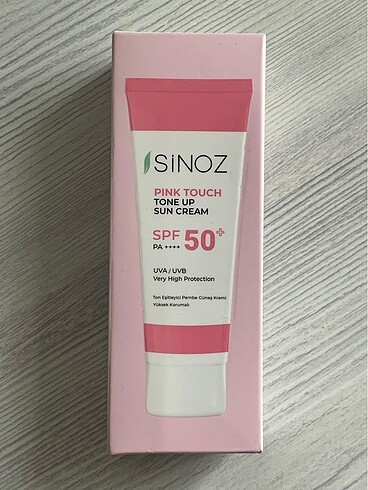 SiNOZ
PINK TOUCH
TONE UP
SUN CREAM
SPF 50+
PA ++++
UVA / UVB
Very High Protection
Ton Eşitleyici Pembe Güneş Kremi
Yüksek Korumalı